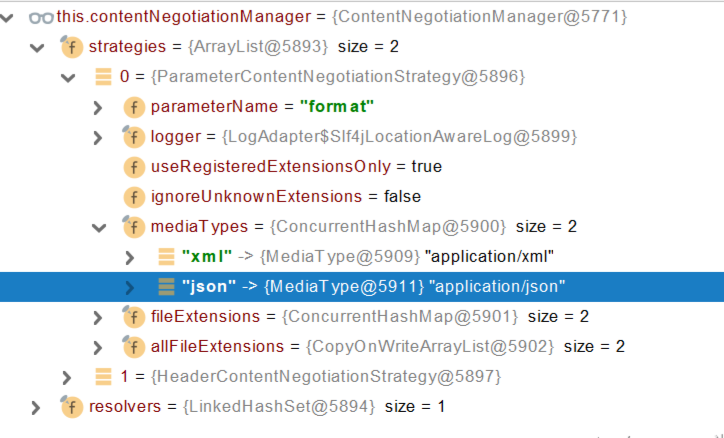 this.contentNegotiationManager = {ContentNegotiationManager@5771}
f strategies = {ArrayList@5893} size = 2
0 = {ParameterContentNegotiationStrategy@5896}
f parameterName = "format"
f logger = {LogAdapter$Slf4jLocationAwareLog@5899}
f useRegisteredExtensionsOnly = true
f ignoreUnknownExtensions = false
f mediaTypes = {ConcurrentHashMap@5900} size = 2
"xml" -> {MediaType@5909} "application/xml"
"json" -> {MediaType@5911} "application/json"
f fileExtensions = {ConcurrentHashMap@5901} size = 2
f allFileExtensions = {CopyOnWriteArrayList@5902} size = 2
1 = {HeaderContentNegotiationStrategy@5897}
f resolvers = {LinkedHashSet@5894} size = 1